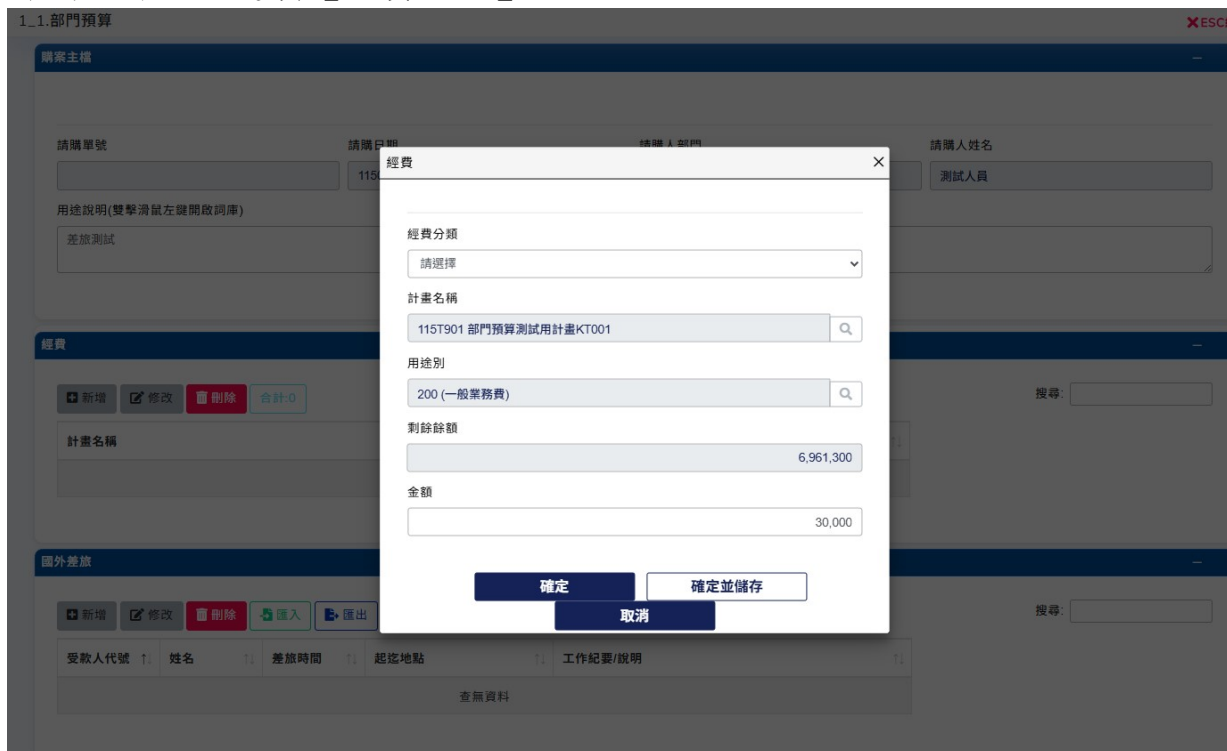 1_1.部門預算
ESC
購案主檔
請購單號
請購日期
請購人部門
請購人姓名
115
測試人員
用途說明(雙擊滑鼠左鍵開啟詞庫)
差旅測試
經費
經費分類
請選擇
計畫名稱
115T901 部門預算測試用計畫KT001
用途別
200 (一般業務費)
剩餘餘額
6,961,300
金額
30,000
確定
確定並儲存
取消
經費
新增
修改
刪除
合計:0
搜尋:
計畫名稱
國外差旅
新增
修改
刪除
匯入
匯出
搜尋:
受款人代號
姓名
差旅時間
起迄地點
工作紀要/說明
查無資料